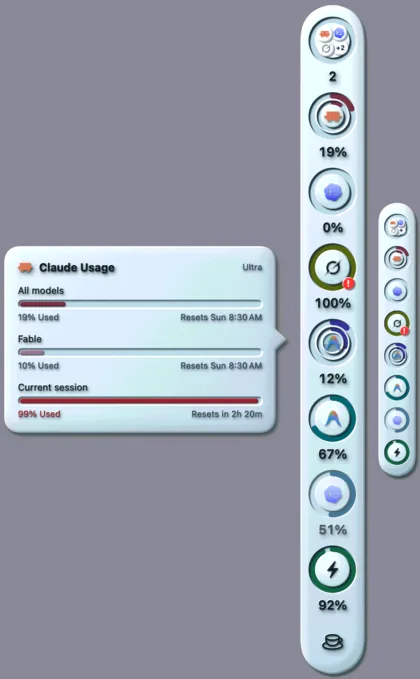 Claude Usage
Ultra
All models
19% Used
Resets Sun 8:30 AM
Fable
10% Used
Resets Sun 8:30 AM
Current session
99% Used
Resets in 2h 20m
+2
2
19%
0%
!
100%
12%
67%
51%
92%
!